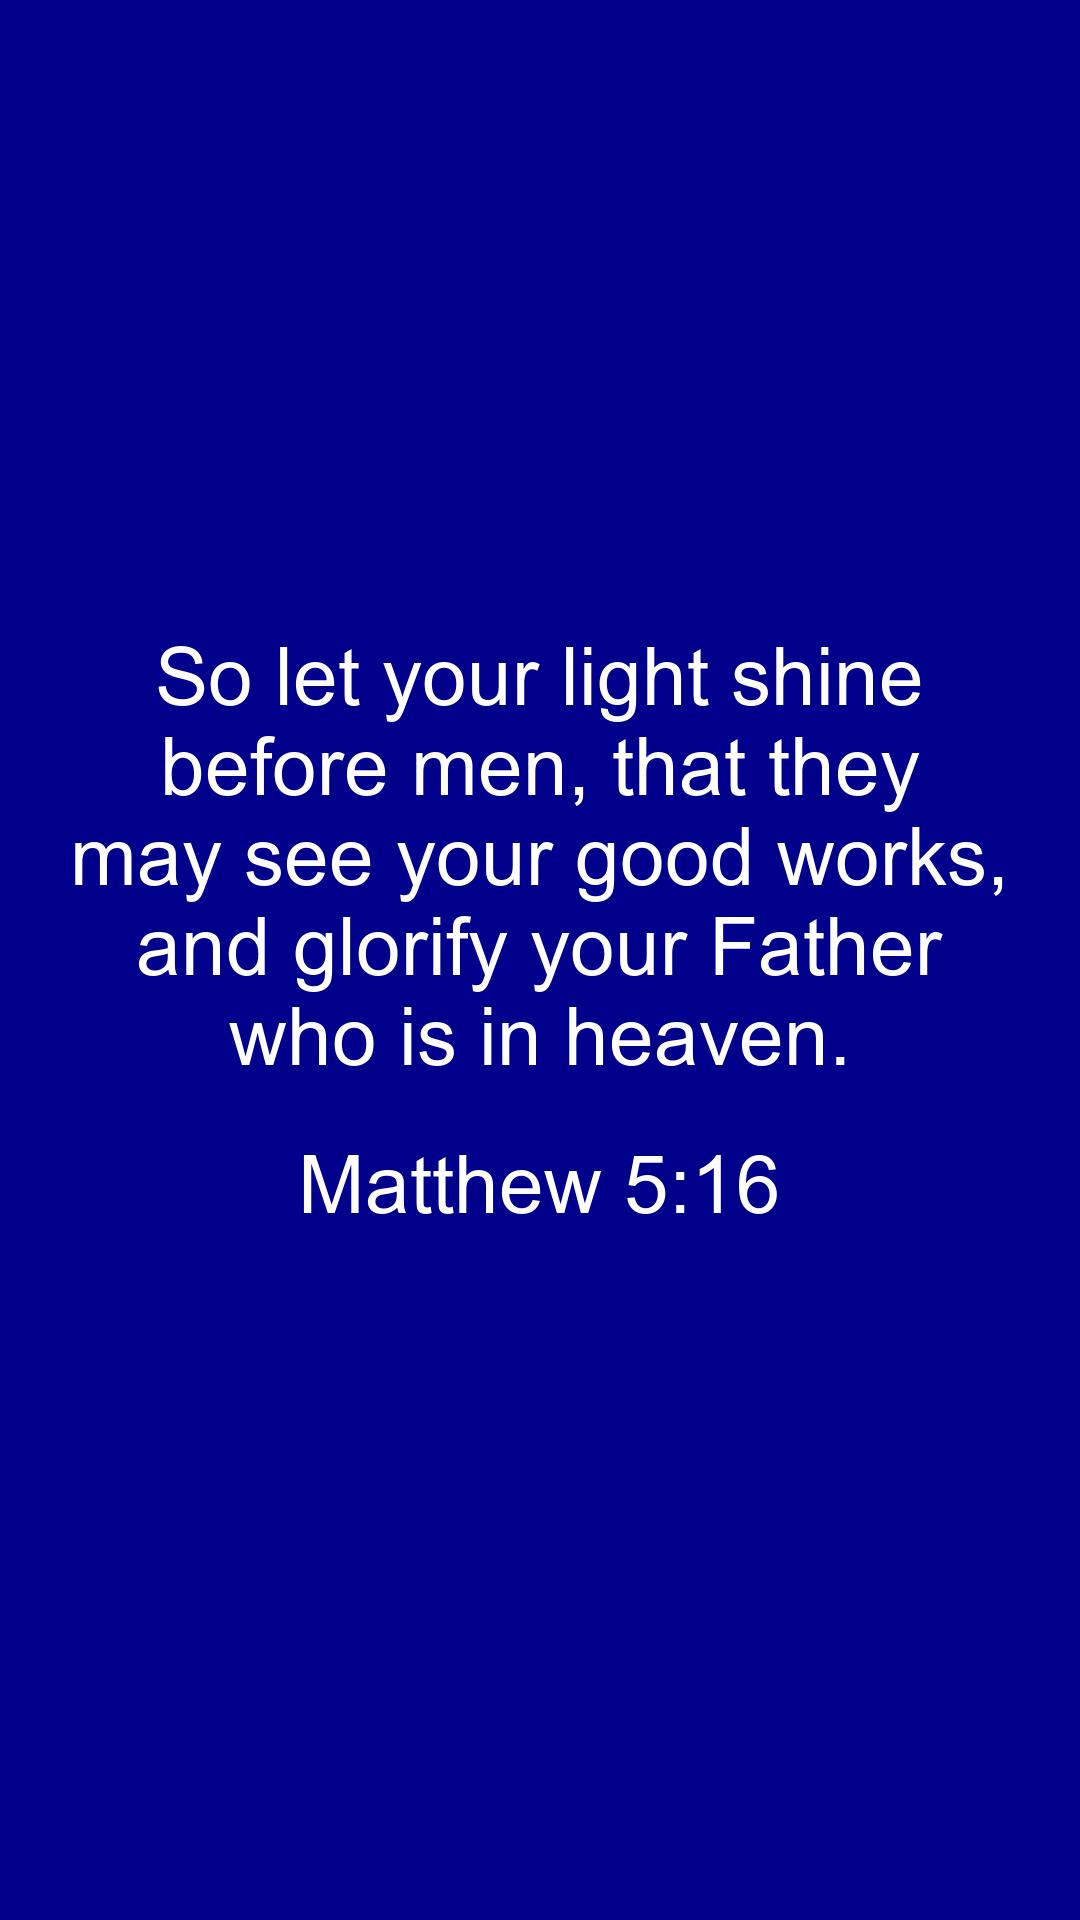 So let your light shine
before men, that they
may see your good works,
and glorify your Father
who is in heaven.
Matthew 5:16